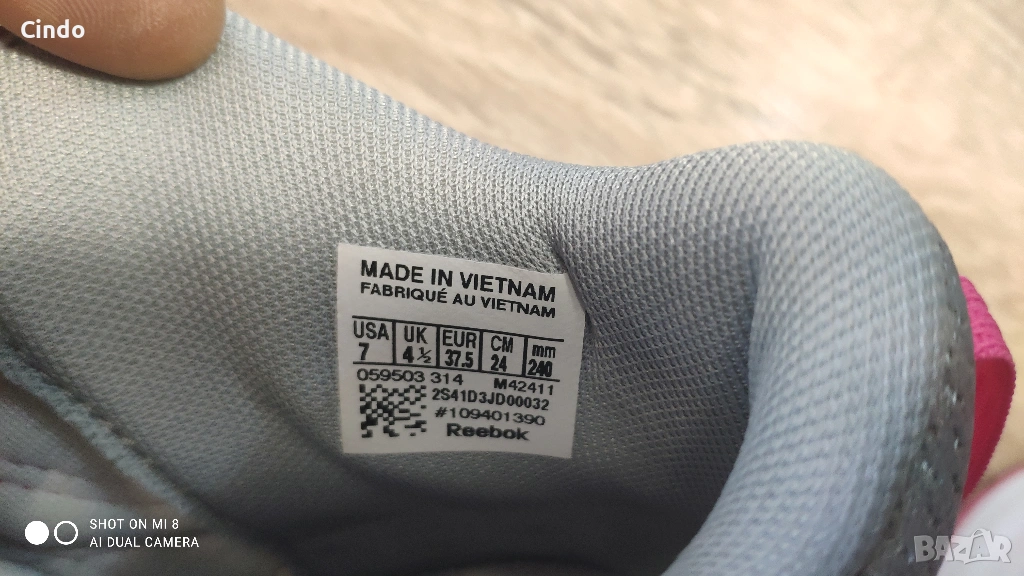 Cindo
MADE IN VIETNAM
FABRIQUÉ AU VIETNAM
USA UK EUR CM mm
7 4 ½ 37.5 24 240
059503 314 M42411
2S41D3JD00032
#109401390
Reebok
SHOT ON MI 8
AI DUAL CAMERA
BAZAR